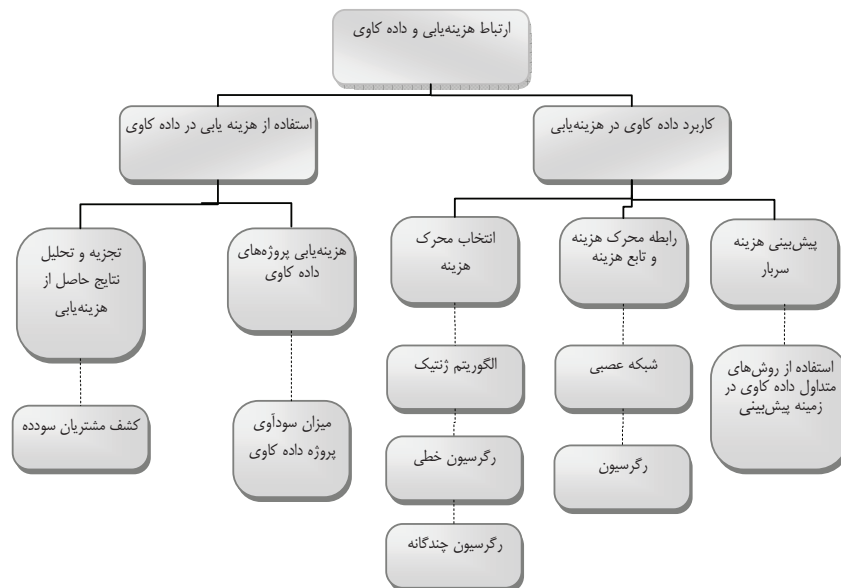 ارتباط هزینه‌یابی و داده کاوی
کاربرد داده کاوی در هزینه‌یابی
استفاده از هزینه یابی در داده کاوی
پیش‌بینی هزینه
سربار
رابطه محرک هزینه
و تابع هزینه
انتخاب محرک
هزینه
هزینه‌یابی پروژه‌های
داده کاوی
تجزیه و تحلیل
نتایج حاصل از
هزینه‌یابی
استفاده از روش‌های
متداول داده کاوی در
زمینه پیش‌بینی
شبکه عصبی
رگرسیون
الگوریتم ژنتیک
رگرسیون خطی
رگرسیون چندگانه
میزان سودآوی
پروژه داده کاوی
کشف مشتریان سودده